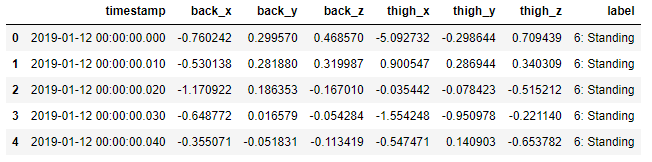 timestamp back_x back_y back_z thigh_x thigh_y thigh_z label
0 2019-01-12 00:00:00.000 -0.760242 0.299570 0.468570 -5.092732 -0.298644 0.709439 6: Standing
1 2019-01-12 00:00:00.010 -0.530138 0.281880 0.319987 0.900547 0.286944 0.340309 6: Standing
2 2019-01-12 00:00:00.020 -1.170922 0.186353 -0.167010 -0.035442 -0.078423 -0.515212 6: Standing
3 2019-01-12 00:00:00.030 -0.648772 0.016579 -0.054284 -1.554248 -0.950978 -0.221140 6: Standing
4 2019-01-12 00:00:00.040 -0.355071 -0.051831 -0.113419 -0.547471 0.140903 -0.653782 6: Standing